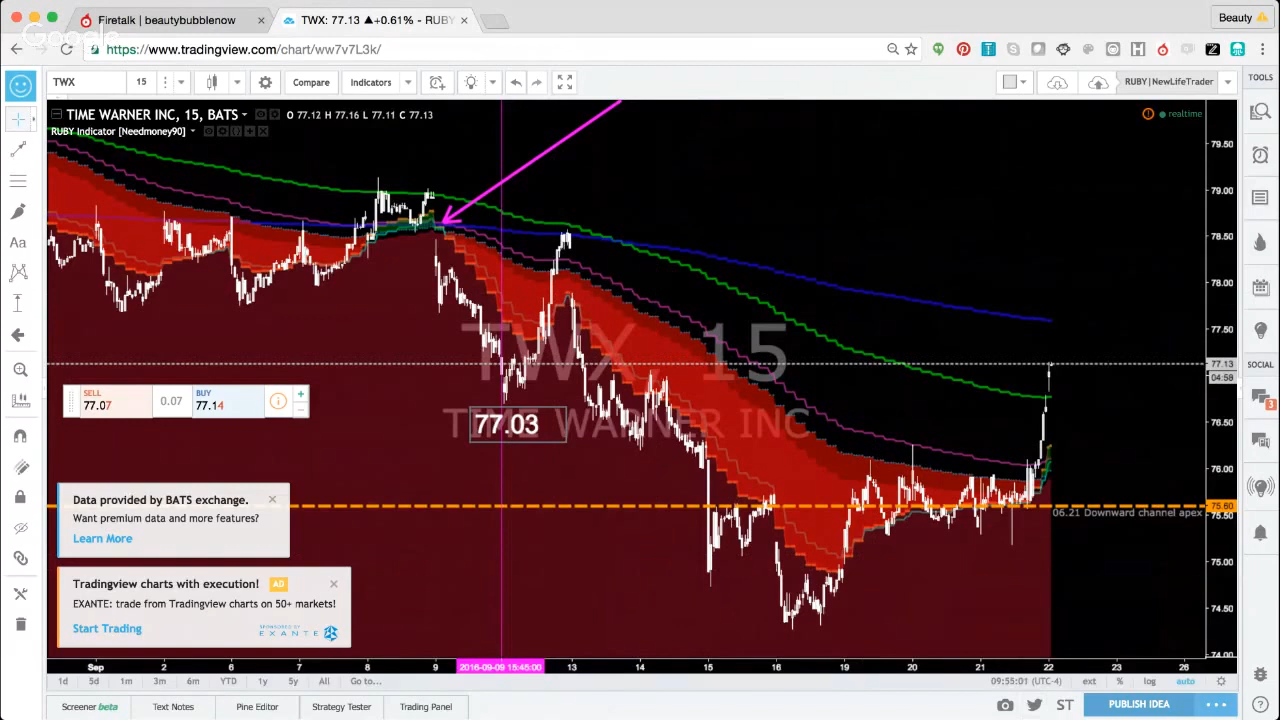 Firetalk | beautybubblenow
TWX: 77.13 ▲+0.61% - RUBY
Beauty
Google
https://www.tradingview.com/chart/ww7v7L3k/
TWX
15
Compare
Indicators
RUBY | NewLifeTrader
TOOLS
TIME WARNER INC, 15, BATS
O 77.12 H 77.16 L 77.11 C 77.13
realtime
RUBY Indicator [Needmoney90]
Aa
79.50
79.00
78.50
78.00
77.50
77.13
04:59
76.50
76.00
75.60
75.50
75.00
74.50
74.00
SOCIAL
3
TWX, 15
TIME WARNER INC
77.03
SELL
77.07
0.07
BUY
77.14
06.21 Downward channel apex
Data provided by BATS exchange.
Want premium data and more features?
Learn More
Tradingview charts with execution! AD
EXANTE: trade from Tradingview charts on 50+ markets!
Start Trading
SPONSORED BY
EXANTE
Sep 2 6 7 8 9 2016-09-09 15:45:00 13 14 15 16 19 20 21 22 23 26
1d 5d 1m 3m 6m YTD 1y 5y All Go to...
09:55:01 (UTC-4) ext % log auto
Screener beta
Text Notes
Pine Editor
Strategy Tester
Trading Panel
ST
PUBLISH IDEA